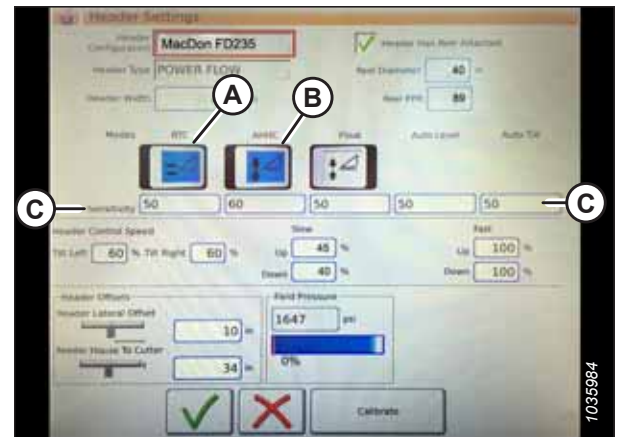 Header Settings
Header Configuration MacDon FD235 Header Has Reel Attached
Header Type POWER FLOW Reel Diameter 40 in
Header Width Reel PPR 89
A B
Modes RTC AHHC Float Auto Level Auto Tilt
C Sensitivity 50 60 50 50 50 C
Header Control Speed Slow Fast
Tilt Left 60 % Tilt Right 60 % Up 45 % Up 100 %
Down 40 % Down 100 %
Header Offsets Field Pressure
Header Lateral Offset 1647 psi
10 in
Feeder House To Cutter 0%
34 in
Calibrate
1035984